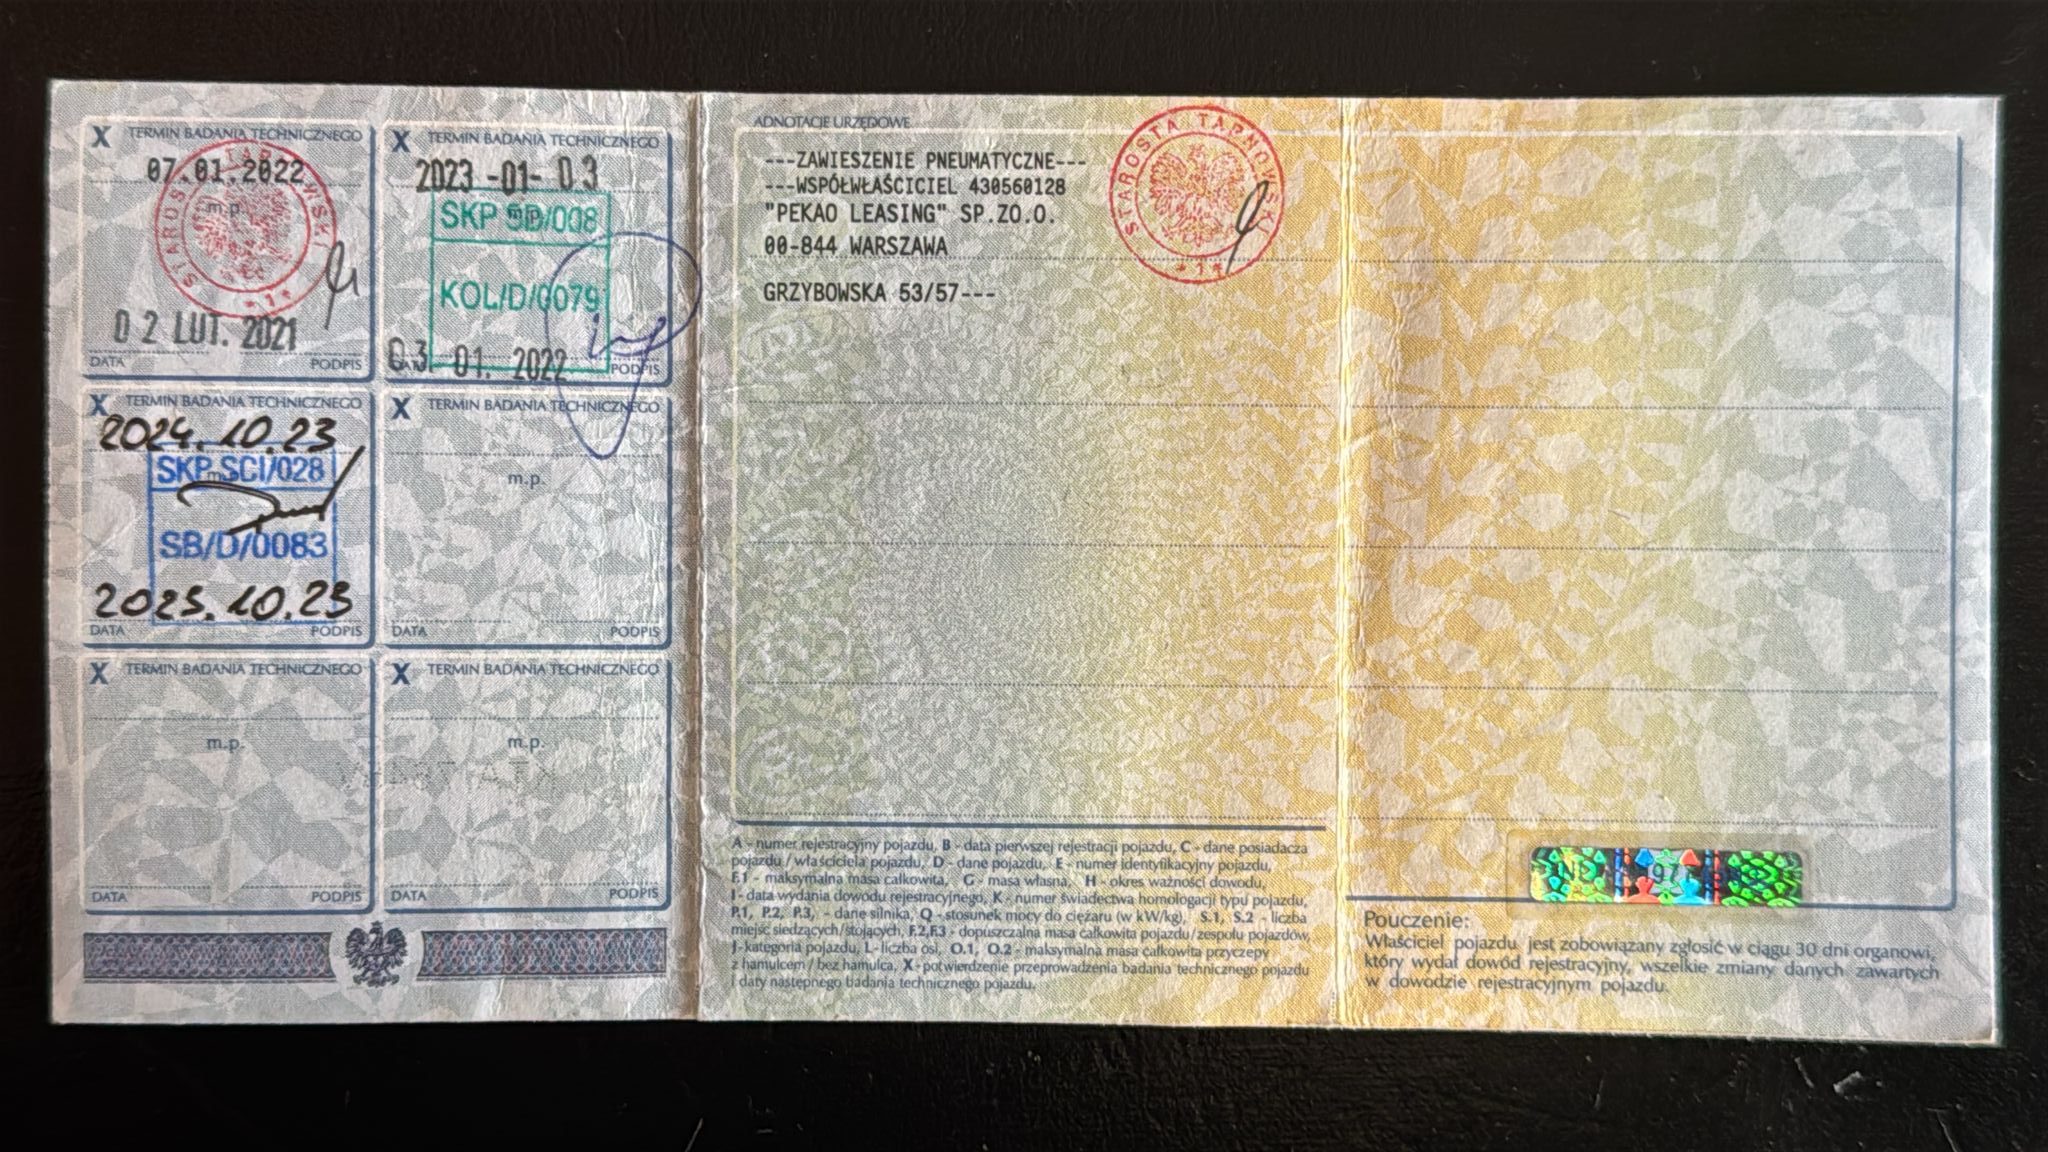 X TERMIN BADANIA TECHNICZNEGO
07.01.2022
m.p.
STAROSTA TARNOWSKI
* 1 *
02 LUT. 2021
DATA PODPIS
X TERMIN BADANIA TECHNICZNEGO
2023 -01- 03
m.p.
SKP SD/008
KOL/D/0079
03. 01. 2022
DATA PODPIS
X TERMIN BADANIA TECHNICZNEGO
2024.10.23
m.p.
SKP SCI/028
SB/D/0083
2023.10.23
DATA PODPIS
X TERMIN BADANIA TECHNICZNEGO
m.p.
DATA PODPIS
X TERMIN BADANIA TECHNICZNEGO
m.p.
DATA PODPIS
X TERMIN BADANIA TECHNICZNEGO
m.p.
DATA PODPIS
ADNOTACJE URZĘDOWE
---ZAWIESZENIE PNEUMATYCZNE---
---WSPÓŁWŁAŚCICIEL 430560128
"PEKAO LEASING" SP.ZO.O.
00-844 WARSZAWA
GRZYBOWSKA 53/57---
STAROSTA TARNOWSKI
* 1 *
A - numer rejestracyjny pojazdu, B - data pierwszej rejestracji pojazdu, C - dane posiadacza
pojazdu / właściciela pojazdu, D - dane pojazdu, E - numer identyfikacyjny pojazdu,
F.1 - maksymalna masa całkowita, G - masa własna, H - okres ważności dowodu,
I - data wydania dowodu rejestracyjnego, K - numer świadectwa homologacji typu pojazdu,
P.1, P.2, P.3, - dane silnika, Q - stosunek mocy do ciężaru (w kW/kg), S.1, S.2 - liczba
miejsc siedzących/stojących, F.2,F.3 - dopuszczalna masa całkowita pojazdu/zespołu pojazdów,
J - kategoria pojazdu, L - liczba osi, O.1, O.2 - maksymalna masa całkowita przyczepy
z hamulcem / bez hamulca, X - potwierdzenie przeprowadzenia badania technicznego pojazdu
i daty następnego badania technicznego pojazdu.
Pouczenie:
Właściciel pojazdu jest zobowiązany zgłosić w ciągu 30 dni organowi,
który wydał dowód rejestracyjny, wszelkie zmiany danych zawartych
w dowodzie rejestracyjnym pojazdu.